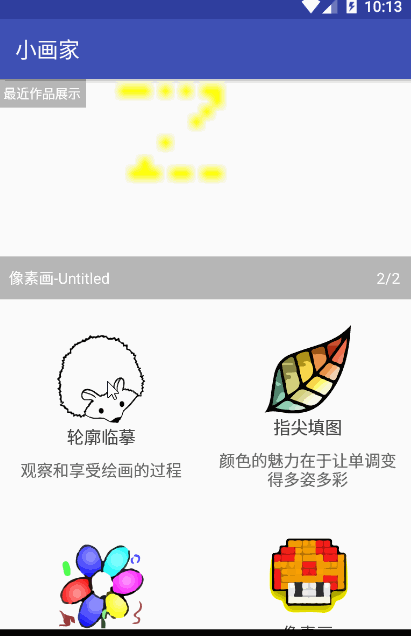 10:13
小画家
最近作品展示
像素画-Untitled
2/2
轮廓临摹
指尖填图
观察和享受绘画的过程
颜色的魅力在于让单调变
得多姿多彩